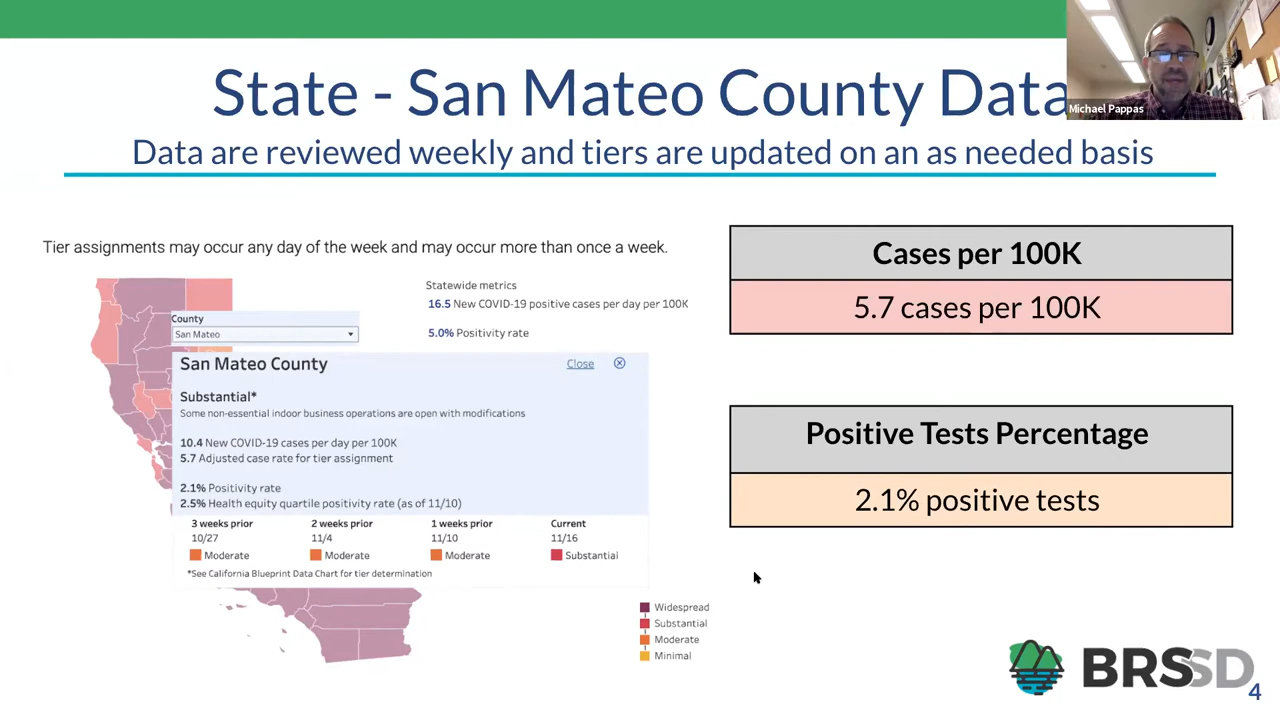 State - San Mateo County Data
Michael Pappas
Data are reviewed weekly and tiers are updated on an as needed basis
Tier assignments may occur any day of the week and may occur more than once a week.
Statewide metrics
16.5 New COVID-19 positive cases per day per 100K
5.0% Positivity rate
County
San Mateo
San Mateo County
Close
Substantial*
Some non-essential indoor business operations are open with modifications
10.4 New COVID-19 cases per day per 100K
5.7 Adjusted case rate for tier assignment
2.1% Positivity rate
2.5% Health equity quartile positivity rate (as of 11/10)
3 weeks prior 2 weeks prior 1 weeks prior Current
10/27 11/4 11/10 11/16
Moderate Moderate Moderate Substantial
*See California Blueprint Data Chart for tier determination
Widespread
Substantial
Moderate
Minimal
Cases per 100K
5.7 cases per 100K
Positive Tests Percentage
2.1% positive tests
BRSSD
4